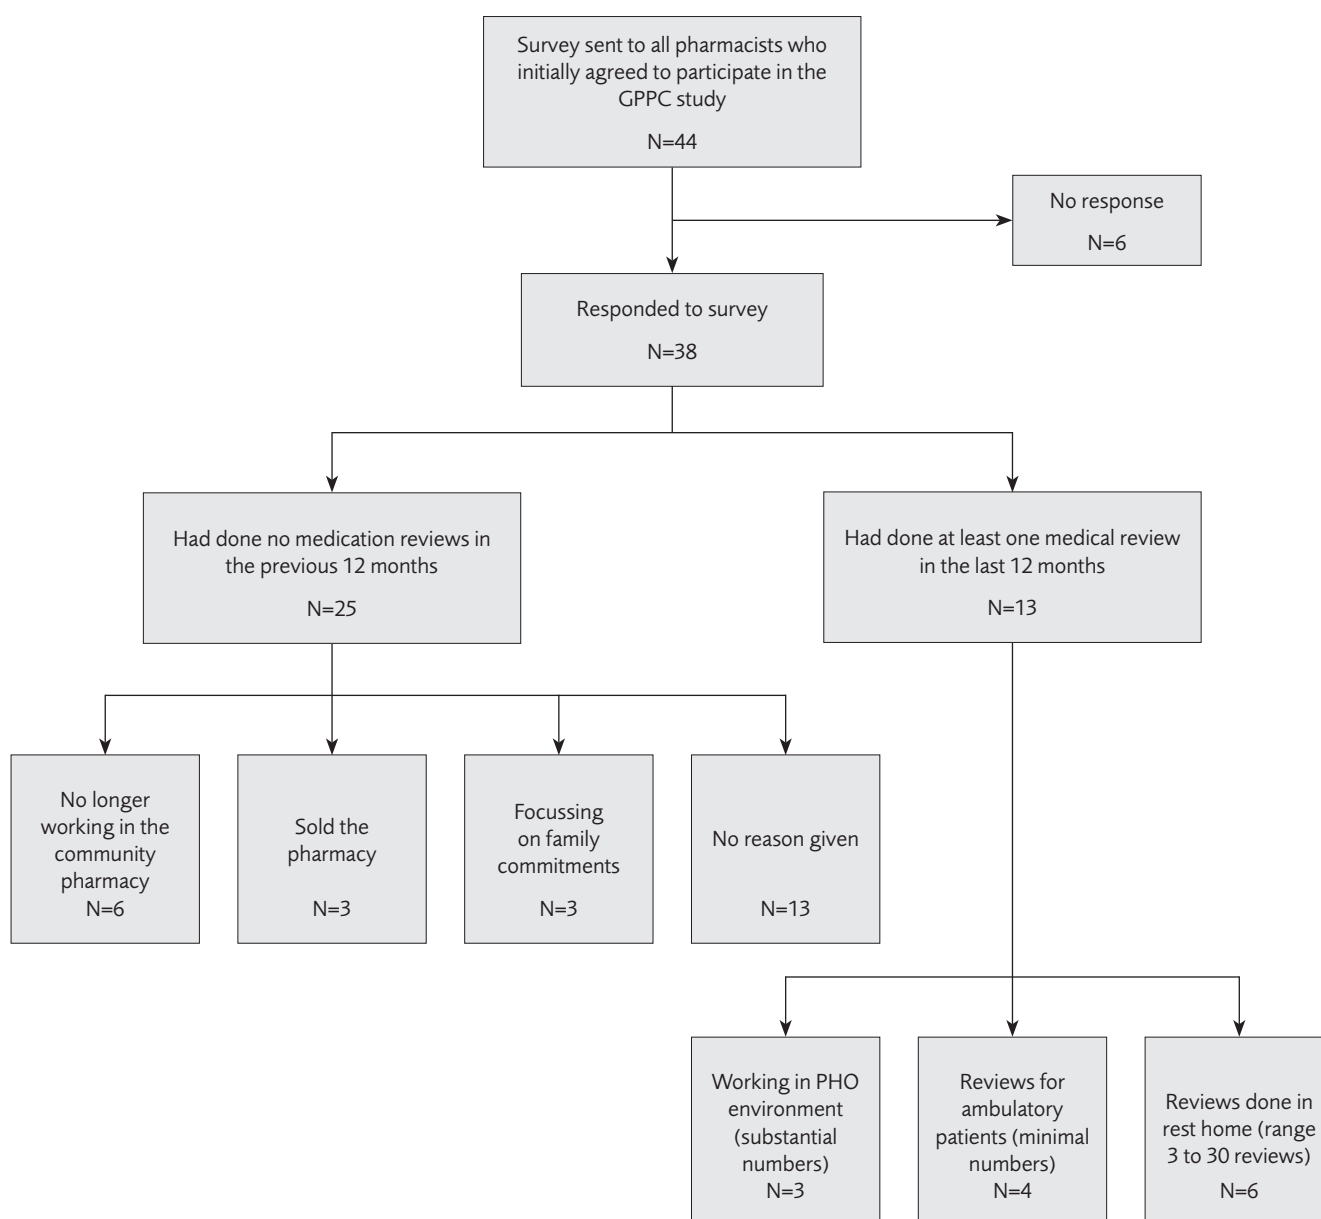 Survey sent to all pharmacists who
initially agreed to participate in the
GPPC study
N=44
No response
N=6
Responded to survey
N=38
Had done no medication reviews in
the previous 12 months
N=25
Had done at least one medical review
in the last 12 months
N=13
No longer
working in the
community
pharmacy
N=6
Sold the
pharmacy
N=3
Focussing
on family
commitments
N=3
No reason given
N=13
Working in PHO
environment
(substantial
numbers)
N=3
Reviews for
ambulatory
patients (minimal
numbers)
N=4
Reviews done in
rest home (range
3 to 30 reviews)
N=6